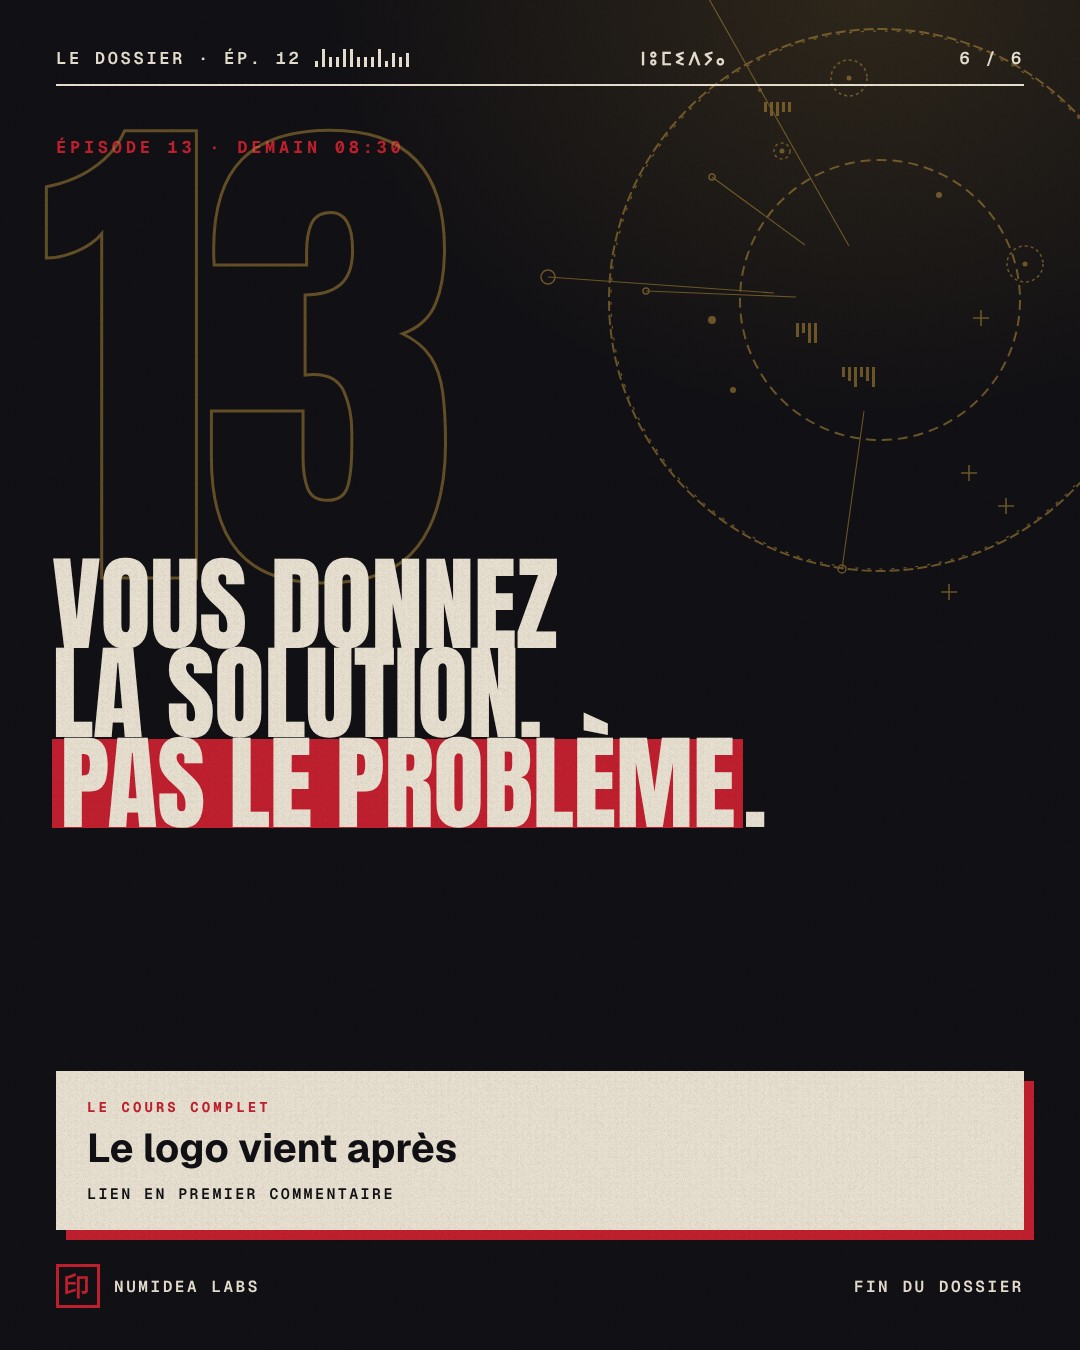 LE DOSSIER · ÉP. 12
ⵏⵓⵎⵉⴷⵢⴰ
6 / 6
ÉPISODE 13 · DEMAIN 08:30
13
VOUS DONNEZ
LA SOLUTION.
PAS LE PROBLÈME.
LE COURS COMPLET
Le logo vient après
LIEN EN PREMIER COMMENTAIRE
印 NUMIDEA LABS
FIN DU DOSSIER